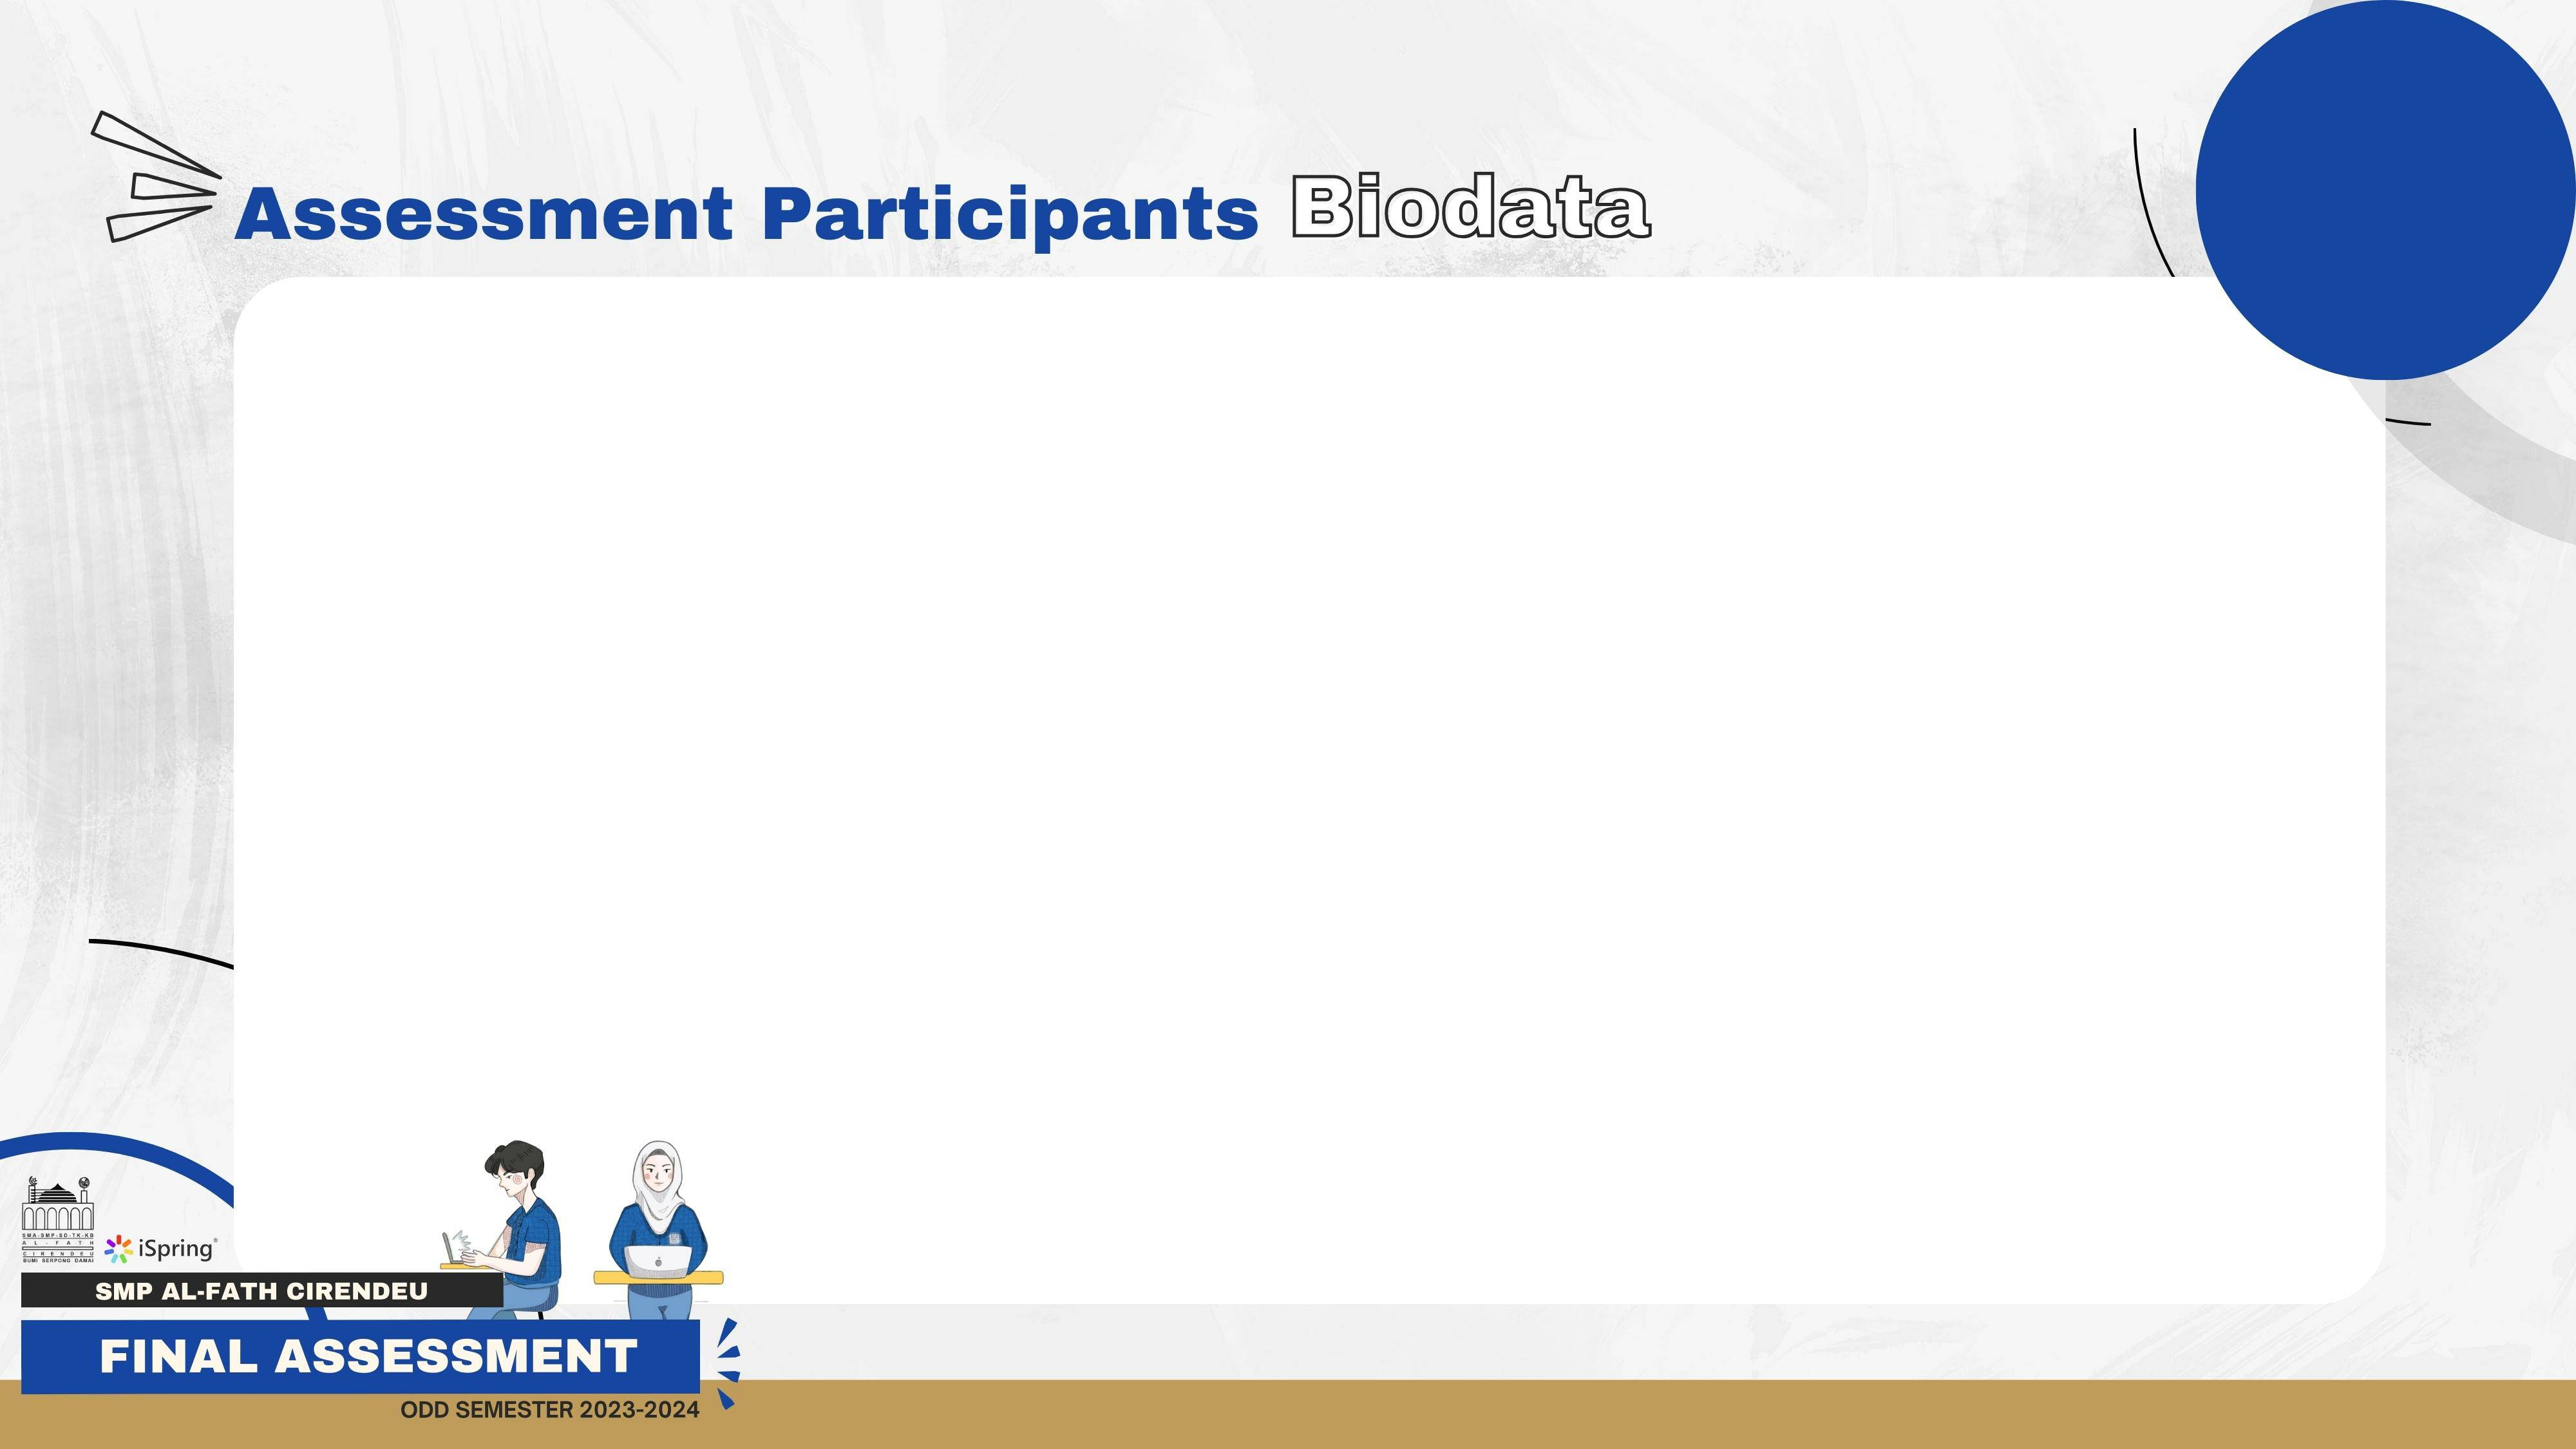 Assessment Participants Biodata
SMA-SMP-SD-TK-KB
AL-FATH
CIRENDEU
BUMI SERPONG DAMAI
iSpring
SMP AL-FATH CIRENDEU
FINAL ASSESSMENT
ODD SEMESTER 2023-2024